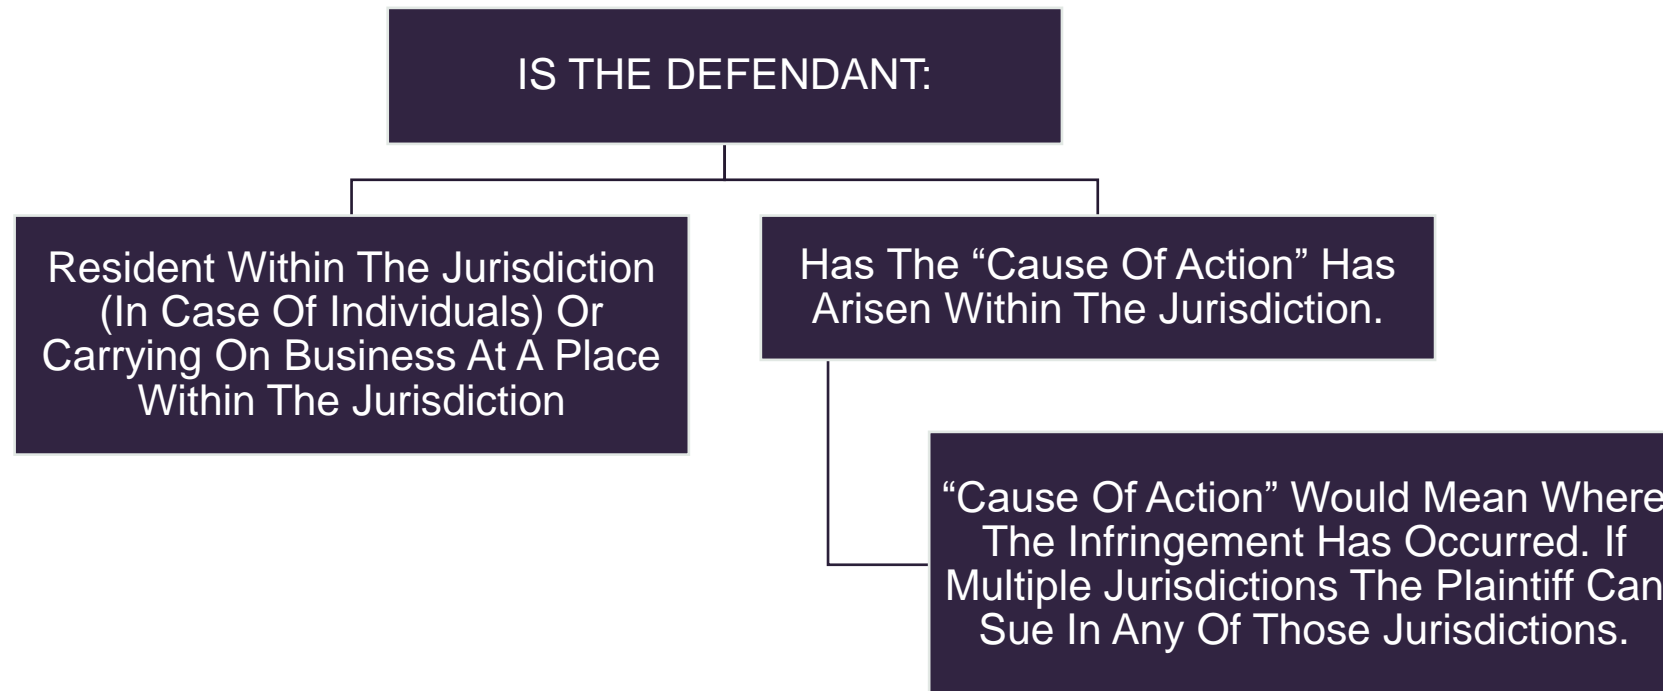 IS THE DEFENDANT:
Resident Within The Jurisdiction
(In Case Of Individuals) Or
Carrying On Business At A Place
Within The Jurisdiction
Has The “Cause Of Action” Has
Arisen Within The Jurisdiction.
“Cause Of Action” Would Mean Where
The Infringement Has Occurred. If
Multiple Jurisdictions The Plaintiff Can
Sue In Any Of Those Jurisdictions.